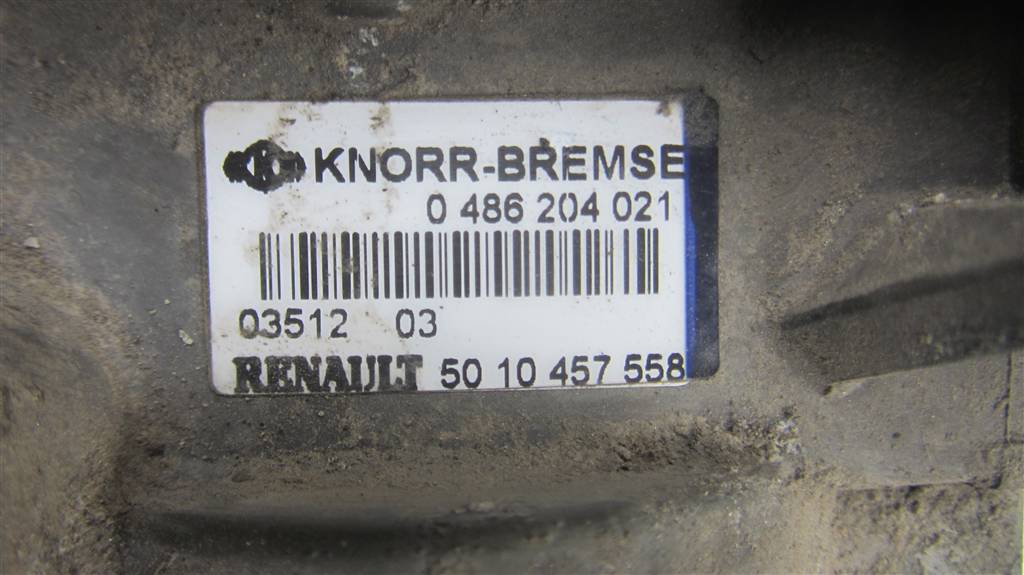 KNORR-BREMSE
0 486 204 021
03512 03
RENAULT 50 10 457 558